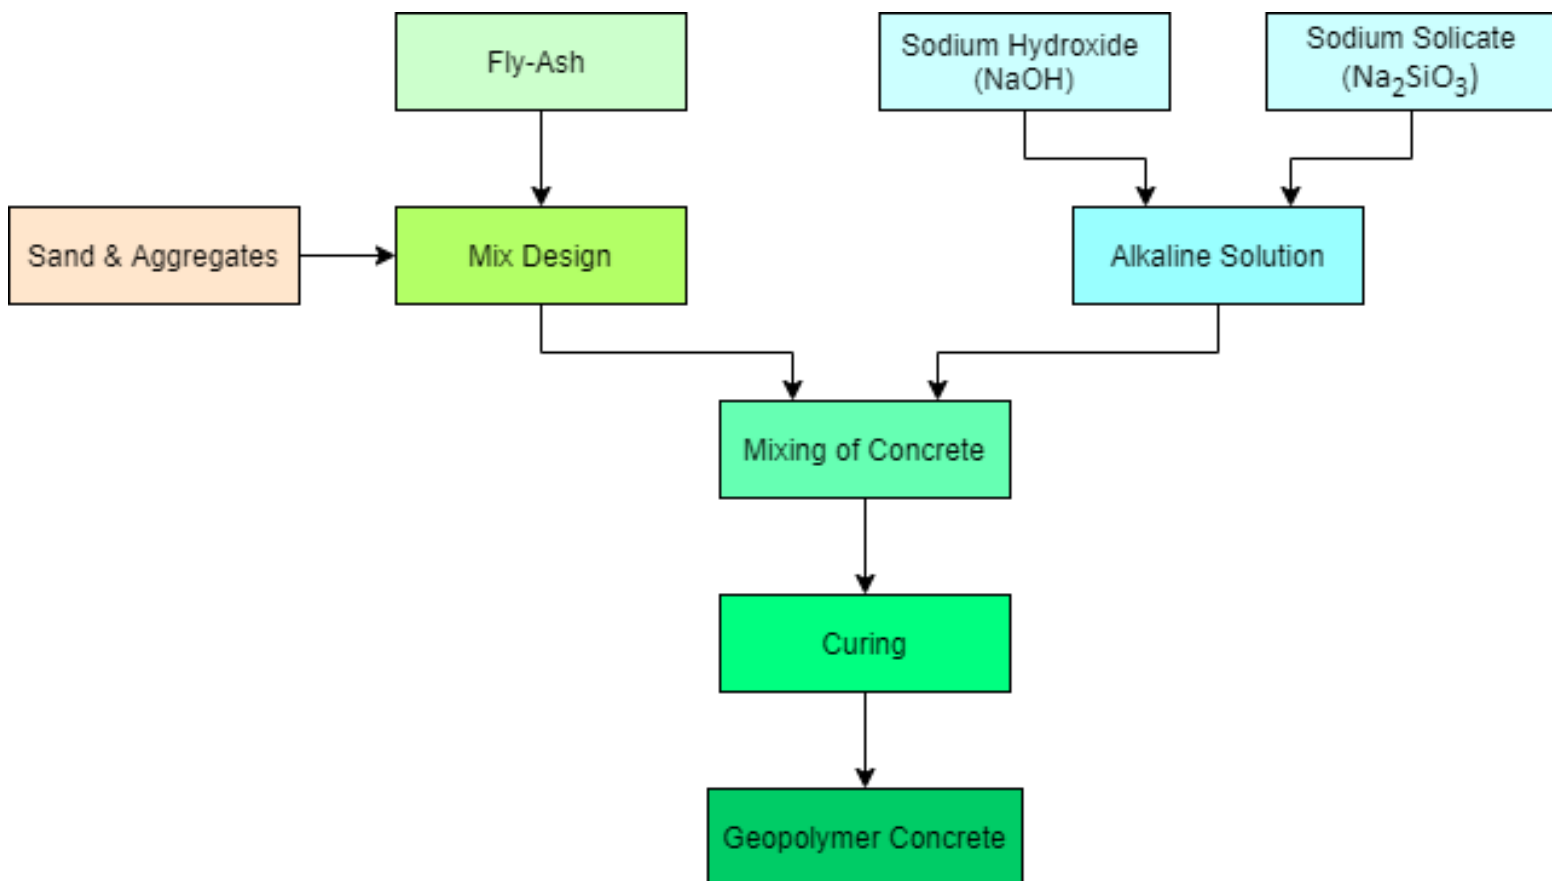 Fly-Ash
Sodium Hydroxide
(NaOH)
Sodium Solicate
(Na₂SiO₃)
Sand & Aggregates
Mix Design
Alkaline Solution
Mixing of Concrete
Curing
Geopolymer Concrete